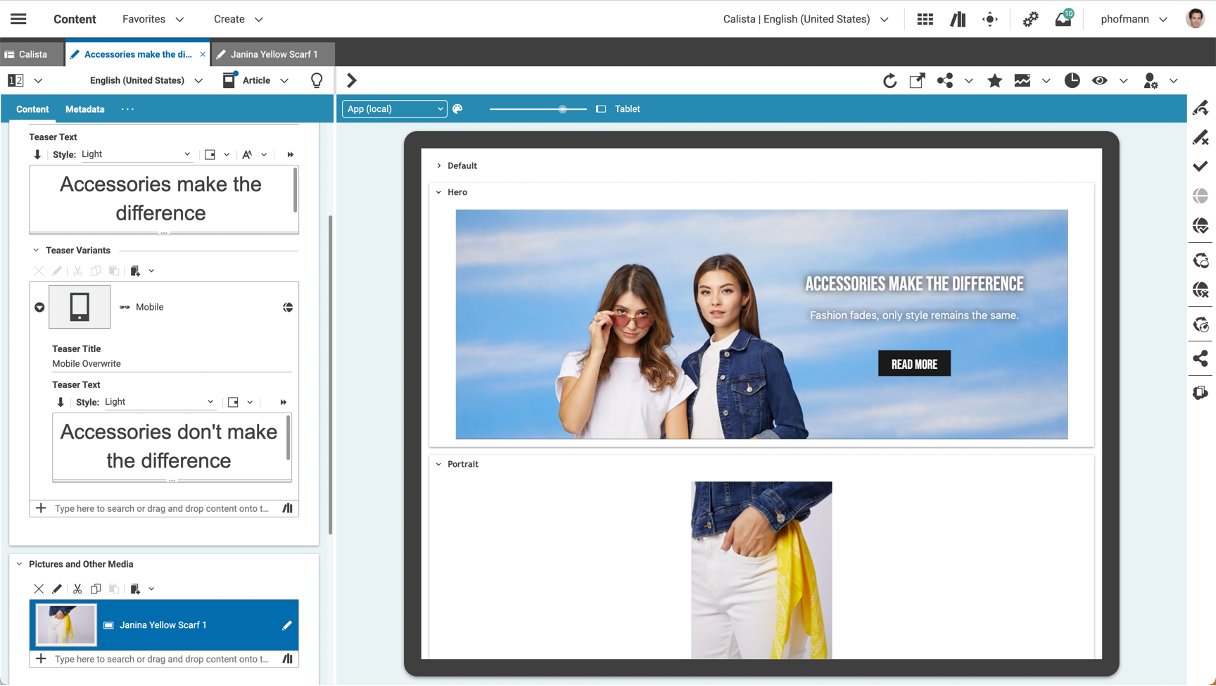 Content
Favorites
Create
Calista | English (United States)
10
phofmann
Calista
Accessories make the di...
Janina Yellow Scarf 1
12
English (United States)
Article
Content
Metadata
App (local)
Tablet
Teaser Text
Style: Light
Accessories make the
difference
Teaser Variants
Mobile
Teaser Title
Mobile Overwrite
Teaser Text
Style: Light
Accessories don't make
the difference
Type here to search or drag and drop content onto t...
Pictures and Other Media
Janina Yellow Scarf 1
Type here to search or drag and drop content onto t...
Default
Hero
ACCESSORIES MAKE THE DIFFERENCE
Fashion fades, only style remains the same.
READ MORE
Portrait